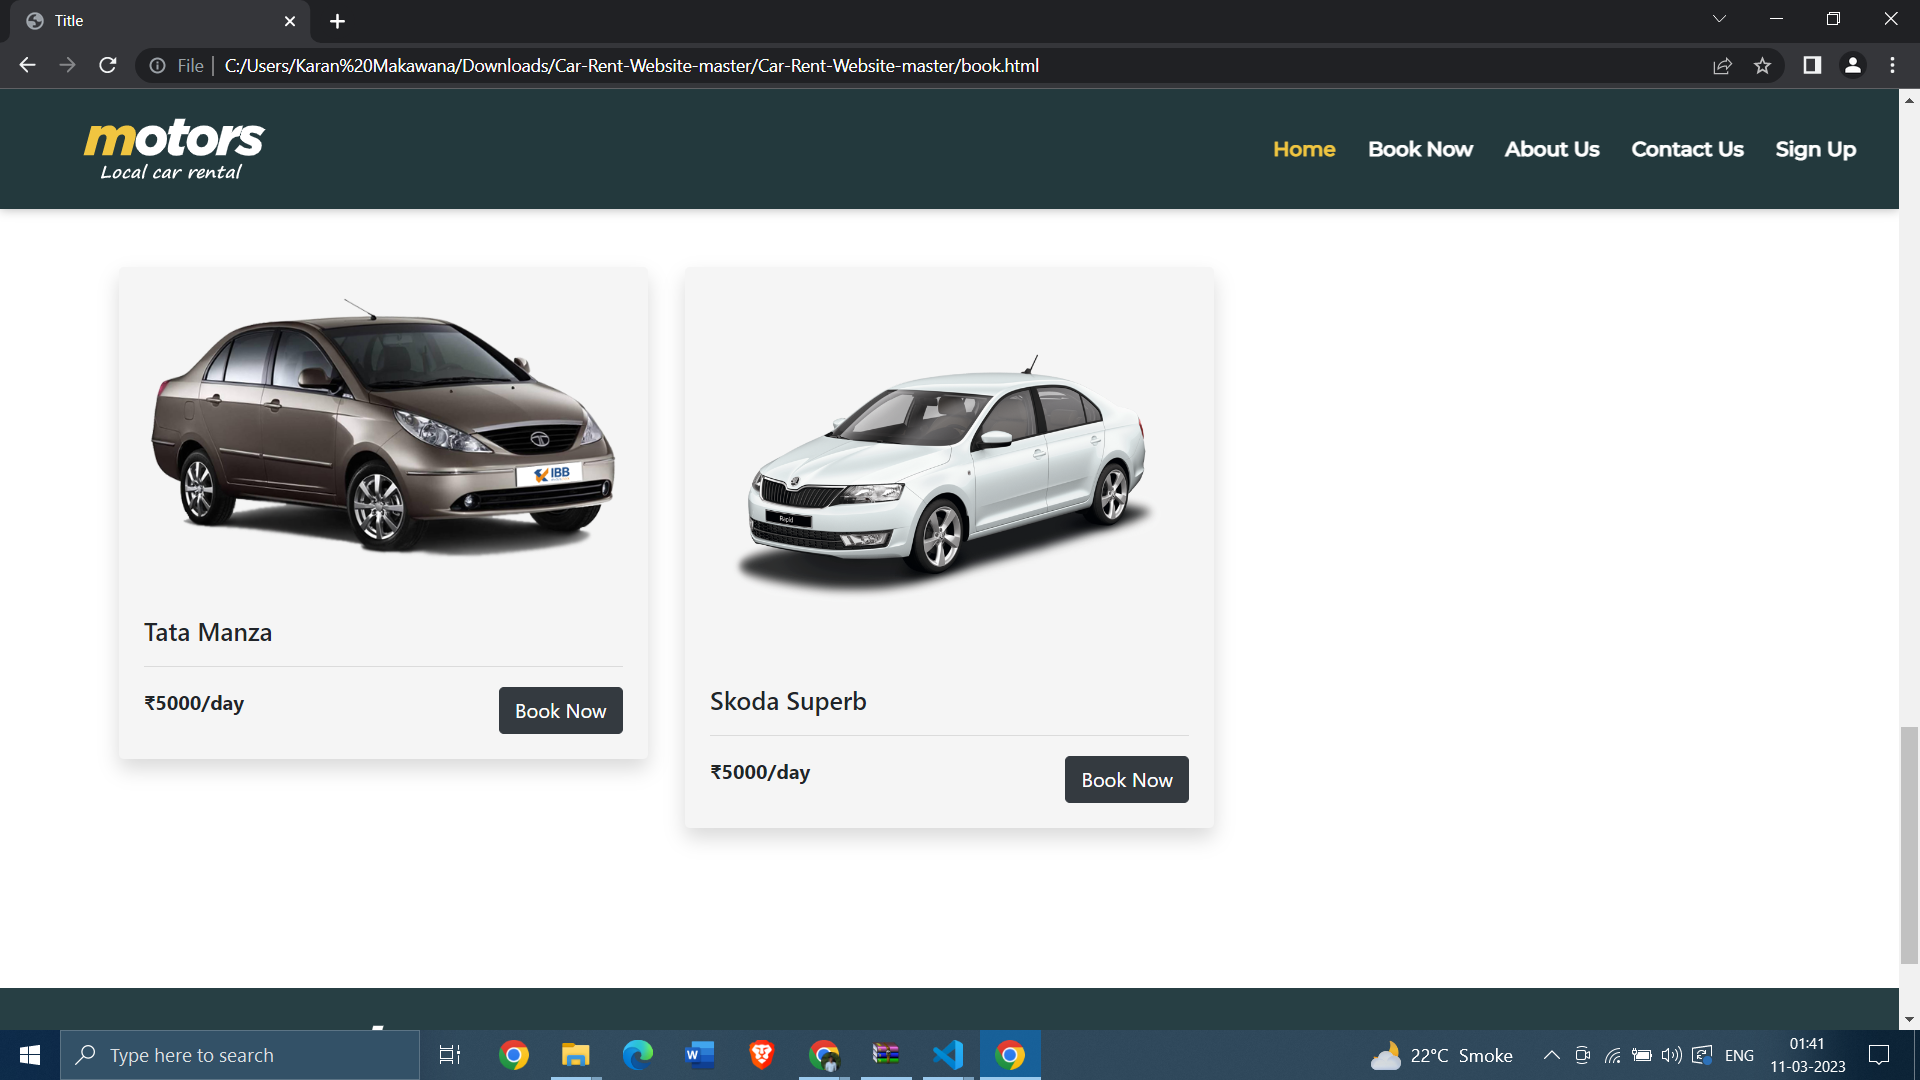 Title
File
C:/Users/Karan%20Makawana/Downloads/Car-Rent-Website-master/Car-Rent-Website-master/book.html
motors
Local car rental
Home Book Now About Us Contact Us Sign Up
IBB
Rapid
Tata Manza
₹5000/day
Book Now
Skoda Superb
₹5000/day
Book Now
Type here to search
22°C Smoke
ENG
01:41
11-03-2023